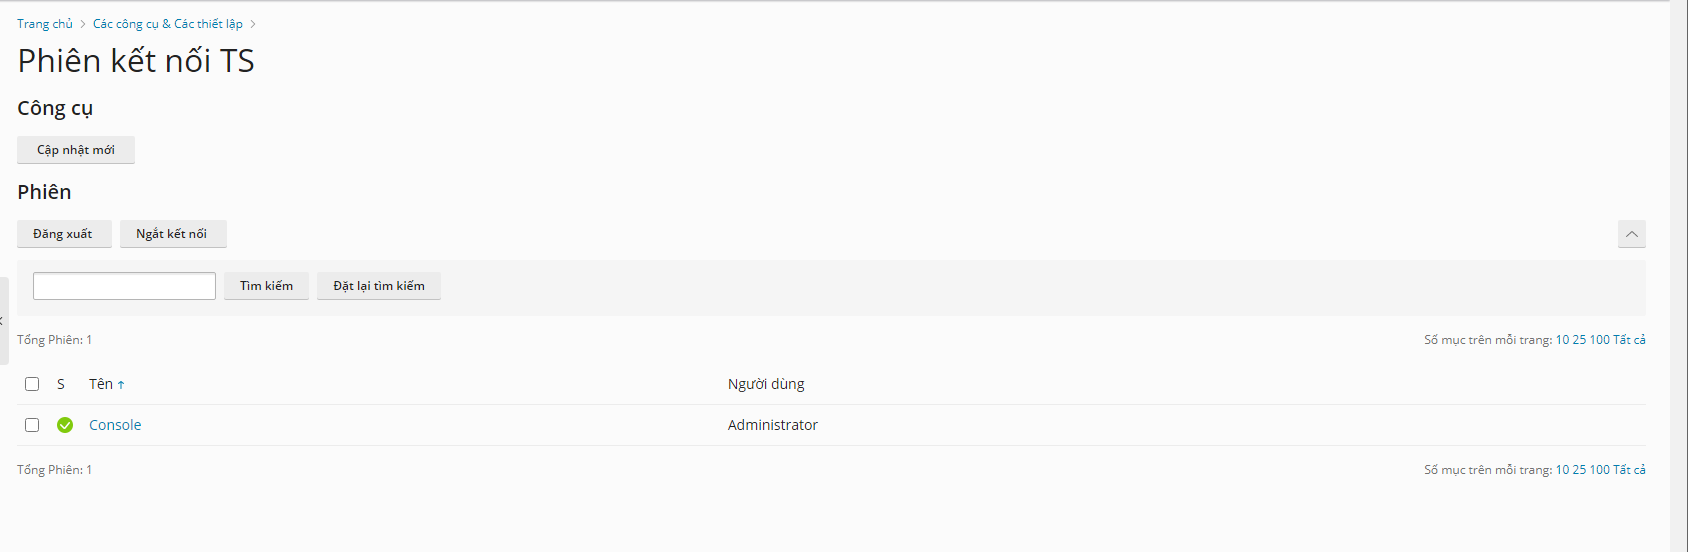 Trang chủ > Các công cụ & Các thiết lập >
Phiên kết nối TS
Công cụ
Cập nhật mới
Phiên
Đăng xuất Ngắt kết nối
Tìm kiếm Đặt lại tìm kiếm
Tổng Phiên: 1 Số mục trên mỗi trang: 10 25 100 Tất cả
S Tên ↑ Người dùng
Console Administrator
Tổng Phiên: 1 Số mục trên mỗi trang: 10 25 100 Tất cả